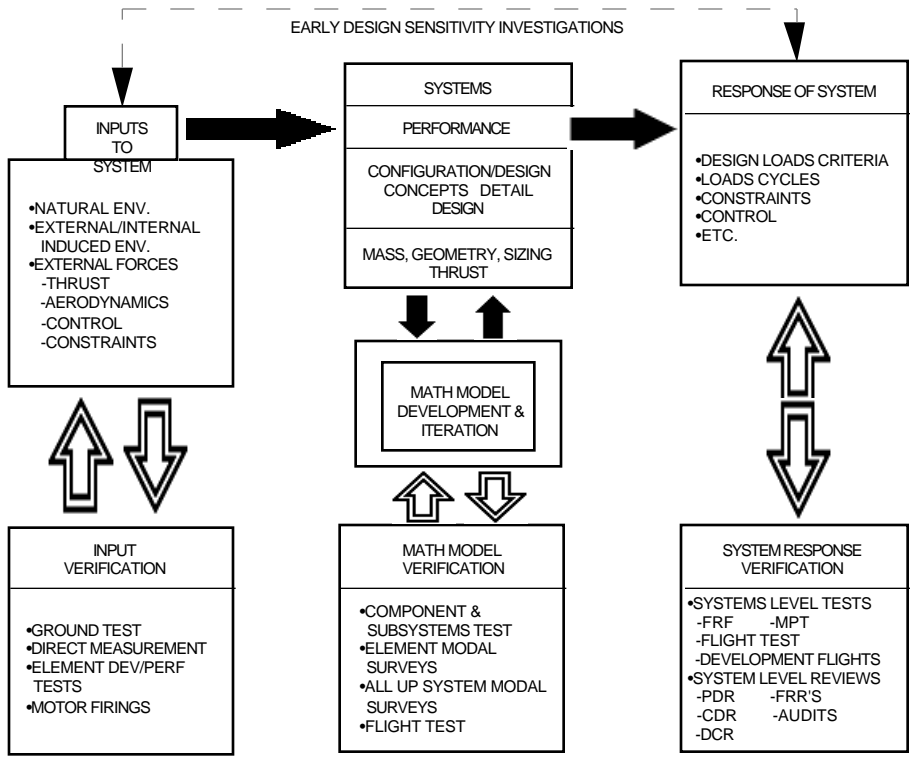 EARLY DESIGN SENSITIVITY INVESTIGATIONS
INPUTS
TO
SYSTEM
•NATURAL ENV.
•EXTERNAL/INTERNAL
INDUCED ENV.
•EXTERNAL FORCES
-THRUST
-AERODYNAMICS
-CONTROL
-CONSTRAINTS
SYSTEMS
PERFORMANCE
CONFIGURATION/DESIGN
CONCEPTS DETAIL
DESIGN
MASS, GEOMETRY, SIZING
THRUST
RESPONSE OF SYSTEM
•DESIGN LOADS CRITERIA
•LOADS CYCLES
•CONSTRAINTS
•CONTROL
•ETC.
MATH MODEL
DEVELOPMENT &
ITERATION
INPUT
VERIFICATION
•GROUND TEST
•DIRECT MEASUREMENT
•ELEMENT DEV/PERF
TESTS
•MOTOR FIRINGS
MATH MODEL
VERIFICATION
•COMPONENT &
SUBSYSTEMS TEST
•ELEMENT MODAL
SURVEYS
•ALL UP SYSTEM MODAL
SURVEYS
•FLIGHT TEST
SYSTEM RESPONSE
VERIFICATION
•SYSTEMS LEVEL TESTS
-FRF -MPT
-FLIGHT TEST
-DEVELOPMENT FLIGHTS
•SYSTEM LEVEL REVIEWS
-PDR -FRR'S
-CDR -AUDITS
-DCR